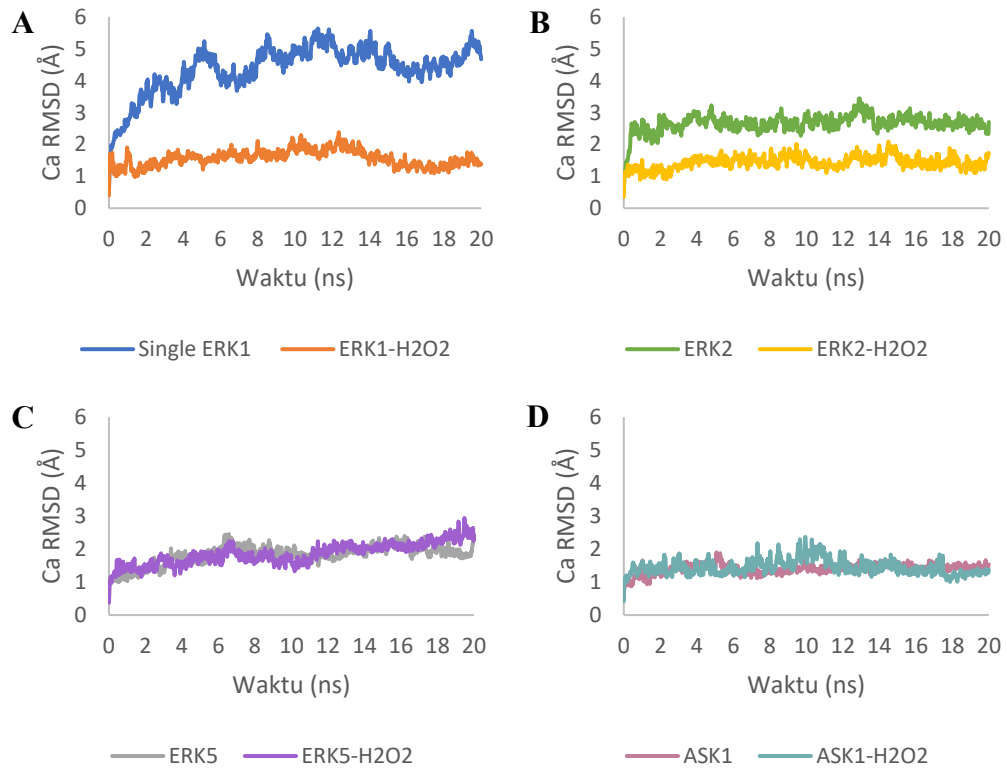 A
Ca RMSD (Å)
6
5
4
3
2
1
0
0 2 4 6 8 10 12 14 16 18 20
Waktu (ns)
Single ERK1 ERK1-H2O2
B
Ca RMSD (Å)
6
5
4
3
2
1
0
0 2 4 6 8 10 12 14 16 18 20
Waktu (ns)
ERK2 ERK2-H2O2
C
Ca RMSD (Å)
6
5
4
3
2
1
0
0 2 4 6 8 10 12 14 16 18 20
Waktu (ns)
ERK5 ERK5-H2O2
D
Ca RMSD (Å)
6
5
4
3
2
1
0
0 2 4 6 8 10 12 14 16 18 20
Waktu (ns)
ASK1 ASK1-H2O2